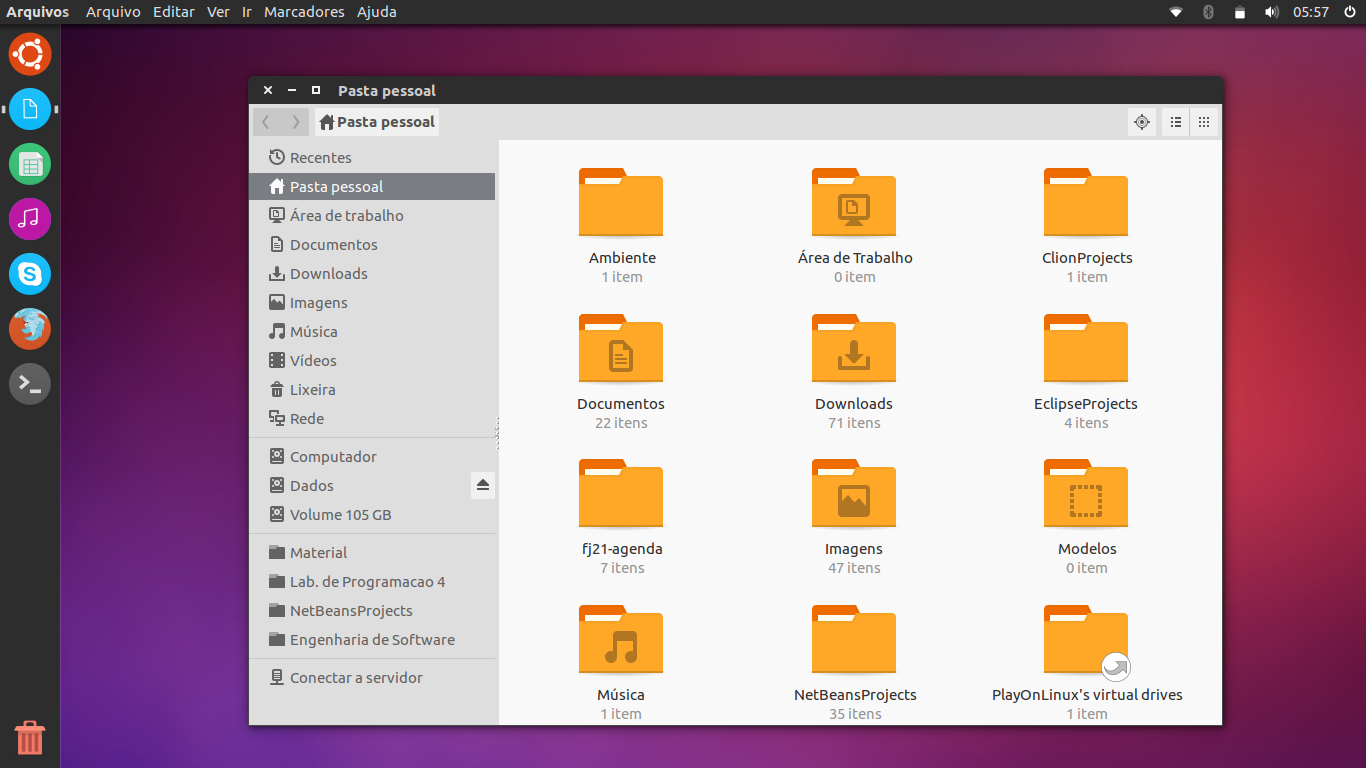 Arquivos Arquivo Editar Ver Ir Marcadores Ajuda 05:57
Pasta pessoal
Pasta pessoal
Recentes
Pasta pessoal
Área de trabalho
Documentos
Downloads
Imagens
Música
Vídeos
Lixeira
Rede
Computador
Dados
Volume 105 GB
Material
Lab. de Programacao 4
NetBeansProjects
Engenharia de Software
Conectar a servidor
Ambiente
1 item
Área de Trabalho
0 item
ClionProjects
1 item
Documentos
22 itens
Downloads
71 itens
EclipseProjects
4 itens
fj21-agenda
7 itens
Imagens
47 itens
Modelos
0 item
Música
1 item
NetBeansProjects
35 itens
PlayOnLinux's virtual drives
1 item